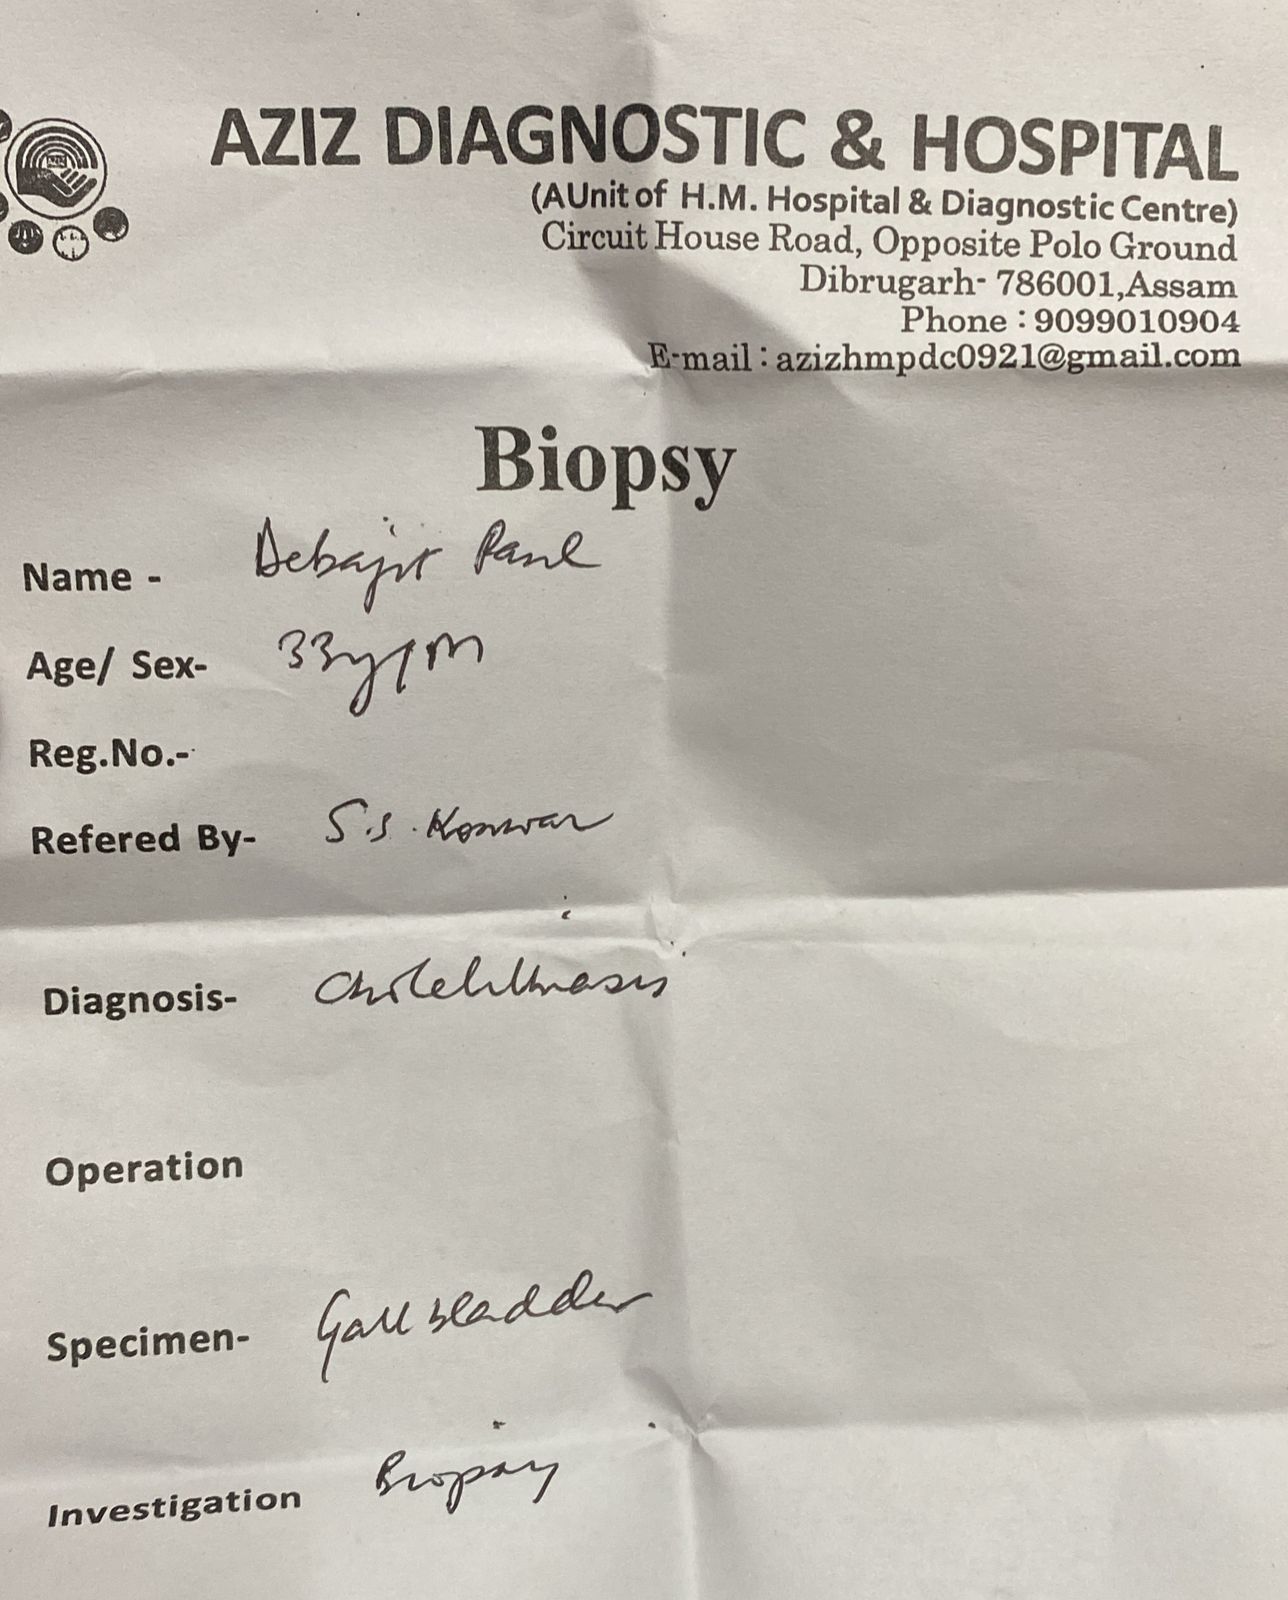 AZIZ DIAGNOSTIC & HOSPITAL
(AUnit of H.M. Hospital & Diagnostic Centre)
Circuit House Road, Opposite Polo Ground
Dibrugarh- 786001,Assam
Phone : 9099010904
E-mail : azizhmpdc0921@gmail.com
Biopsy
Name - Debajit Paul
Age/ Sex- 33y/M
Reg.No.-
Refered By- S.S. Konwar
Diagnosis- Cholelithiasis
Operation
Specimen- Gall bladder
Investigation Biopsy